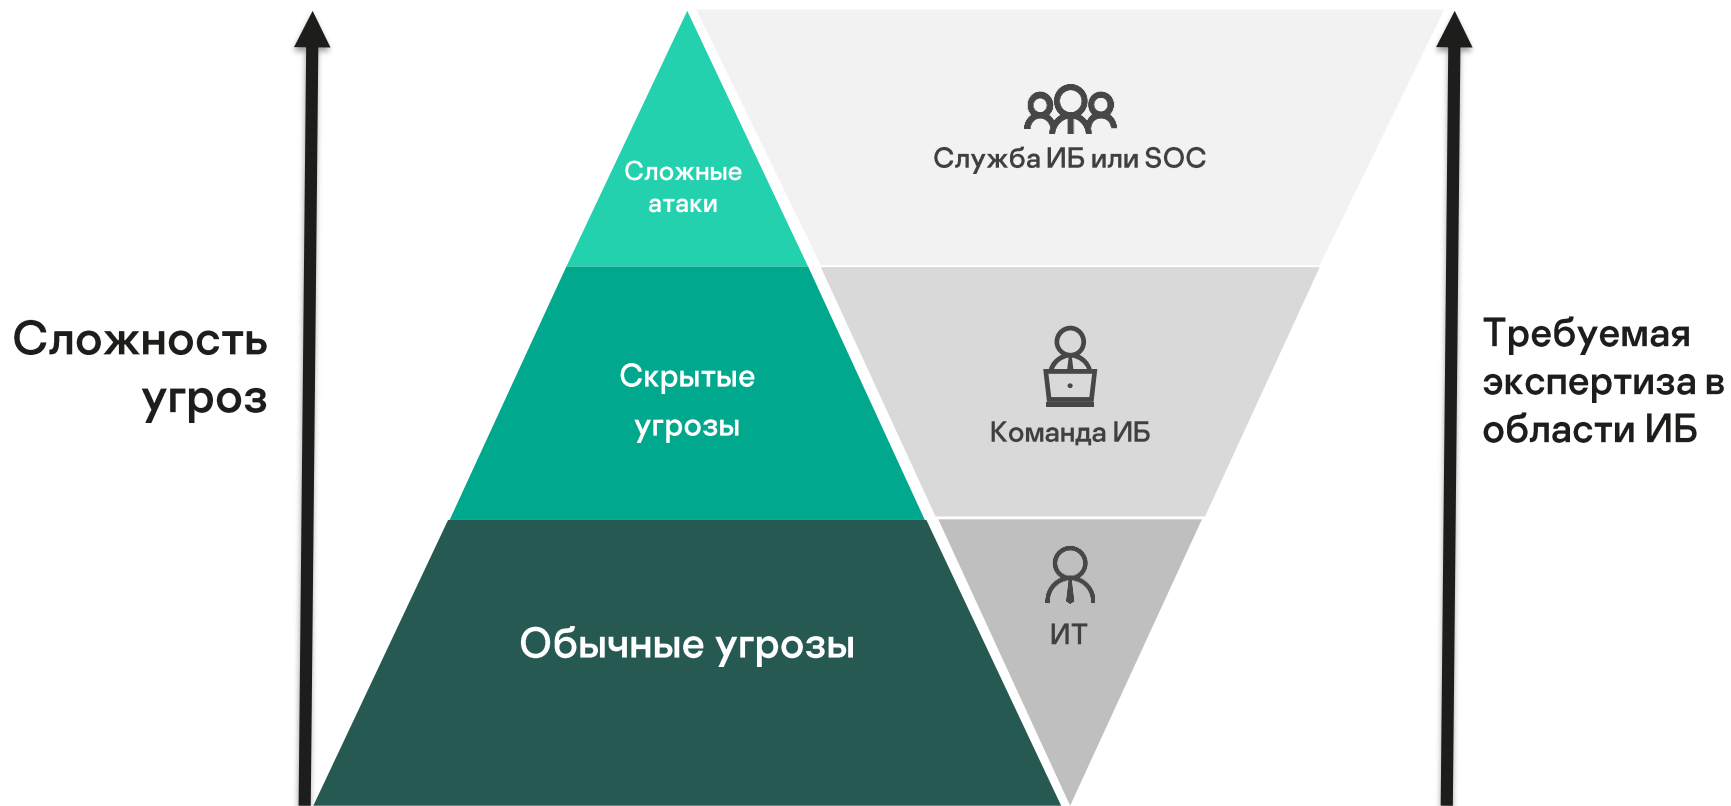 Сложность
угроз
Сложные
атаки
Скрытые
угрозы
Обычные угрозы
Служба ИБ или SOC
Команда ИБ
ИТ
Требуемая
экспертиза в
области ИБ